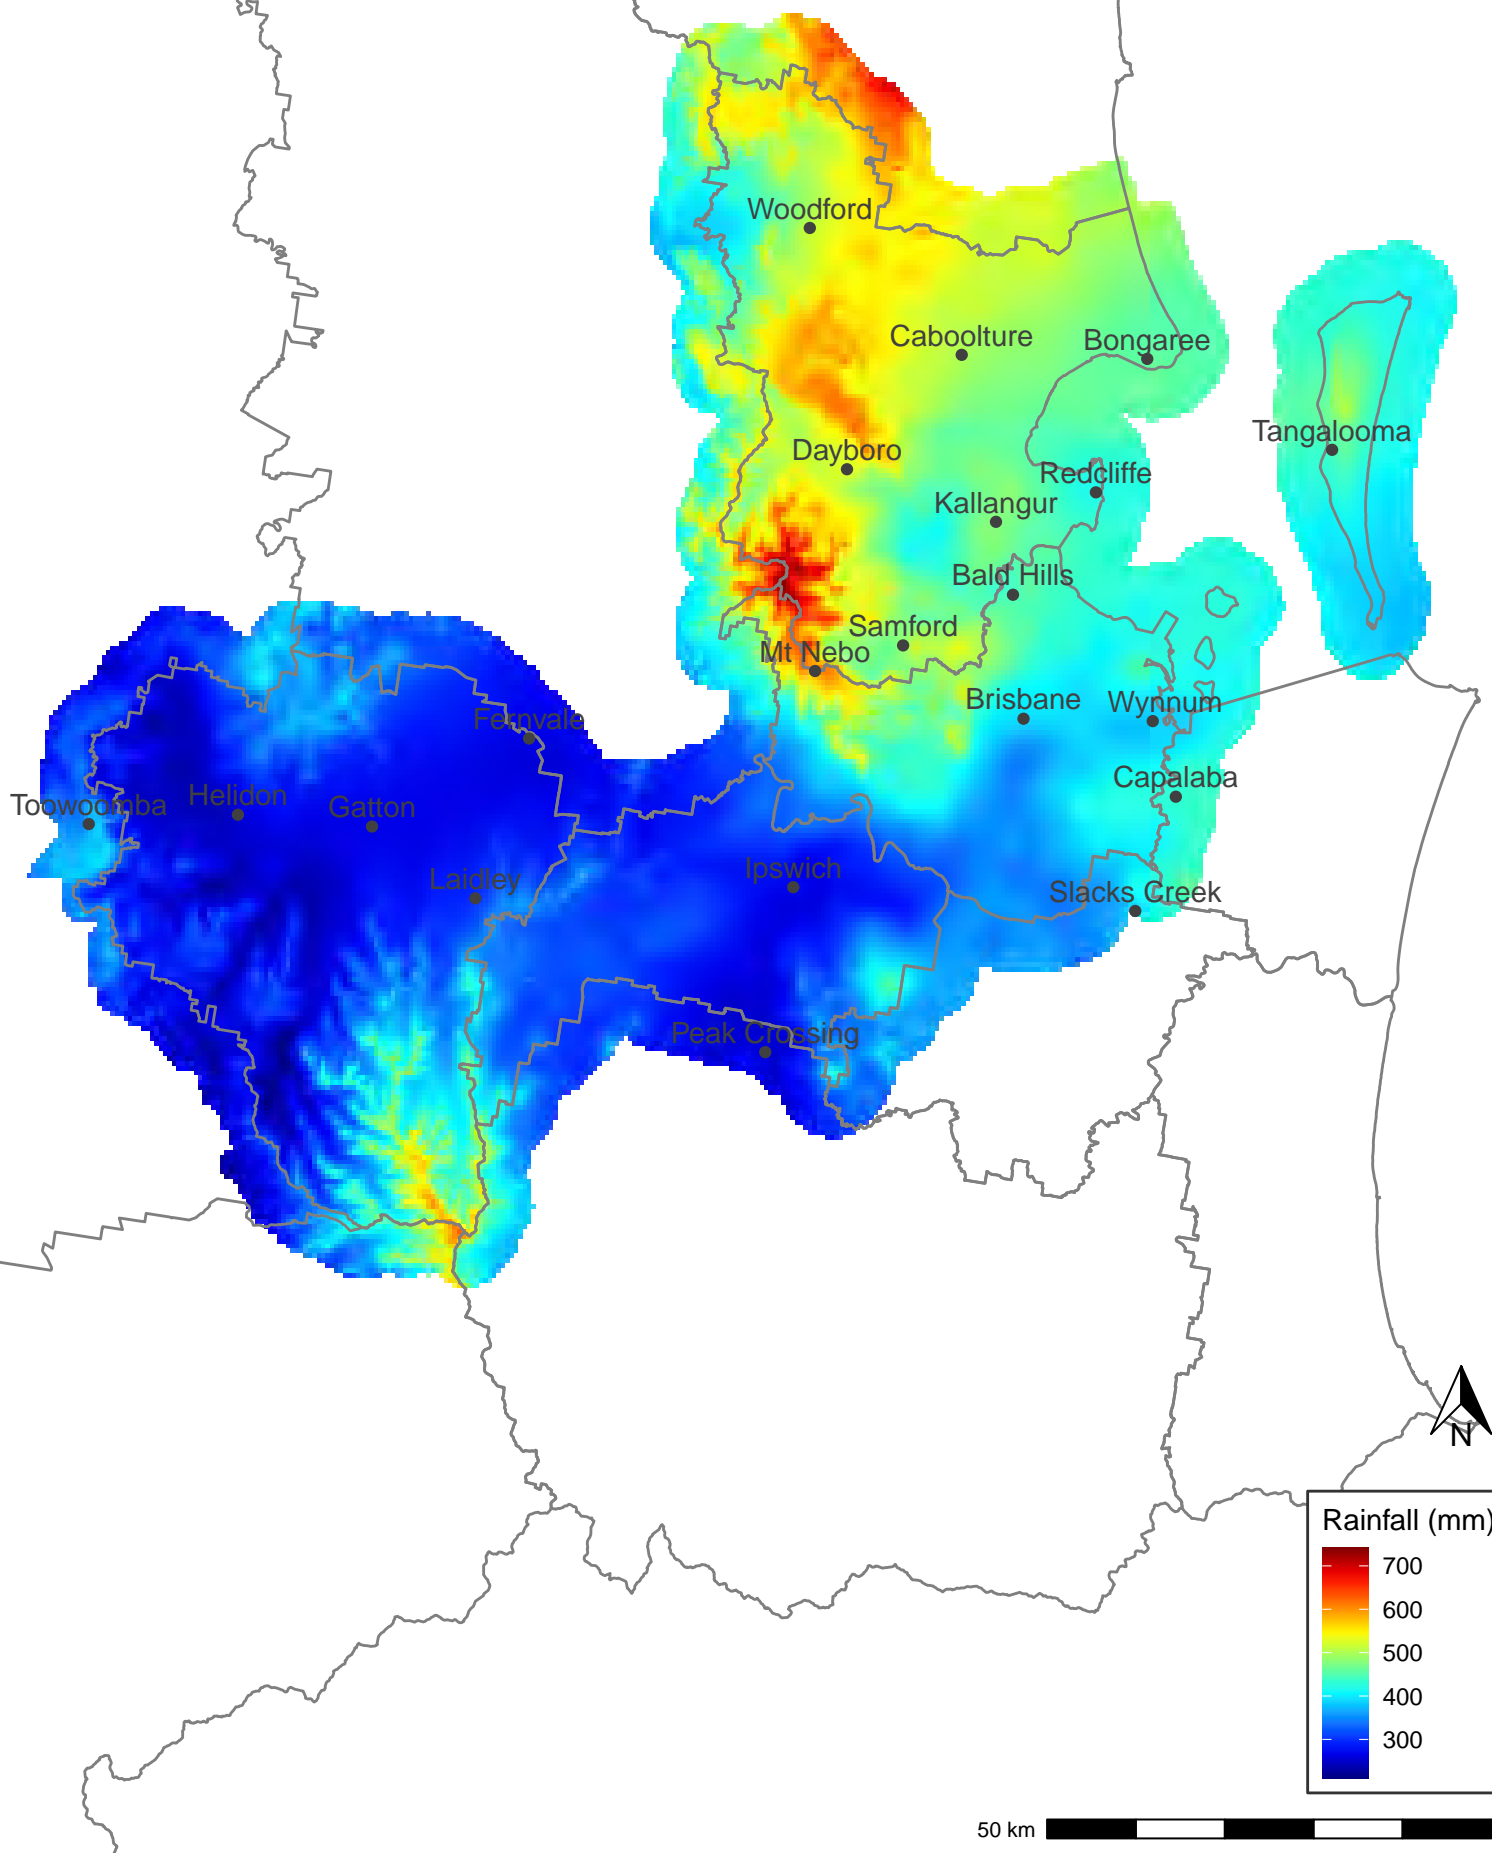 Woodford
Caboolture
Bongaree
Tangalooma
Dayboro
Redcliffe
Kallangur
Bald Hills
Samford
Mt Nebo
Brisbane
Wynnum
Fernvale
Capalaba
Toowoomba
Helidon
Gatton
Ipswich
Laidley
Slacks Creek
Peak Crossing
N
Rainfall (mm)
700
600
500
400
300
50 km